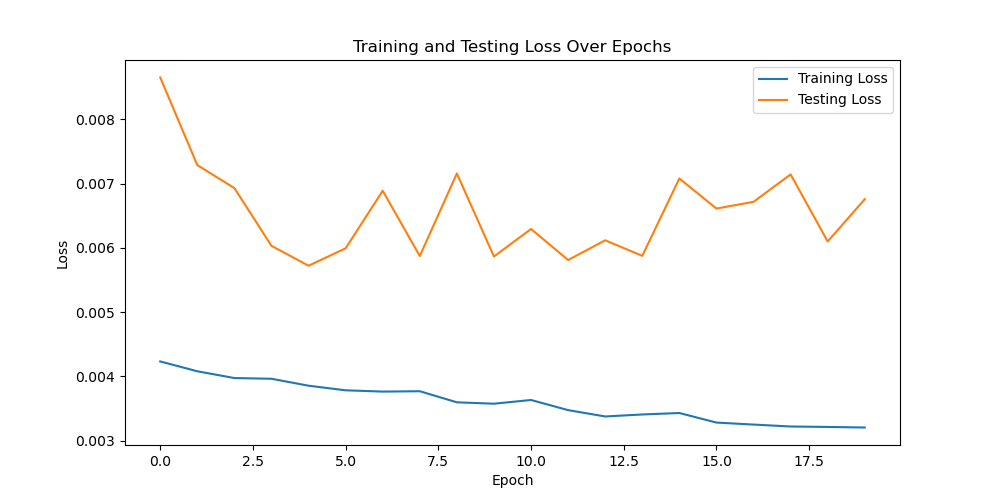 Training and Testing Loss Over Epochs
Training Loss
Testing Loss
0.008
0.007
0.006
0.005
0.004
0.003
Loss
0.0
2.5
5.0
7.5
10.0
12.5
15.0
17.5
Epoch